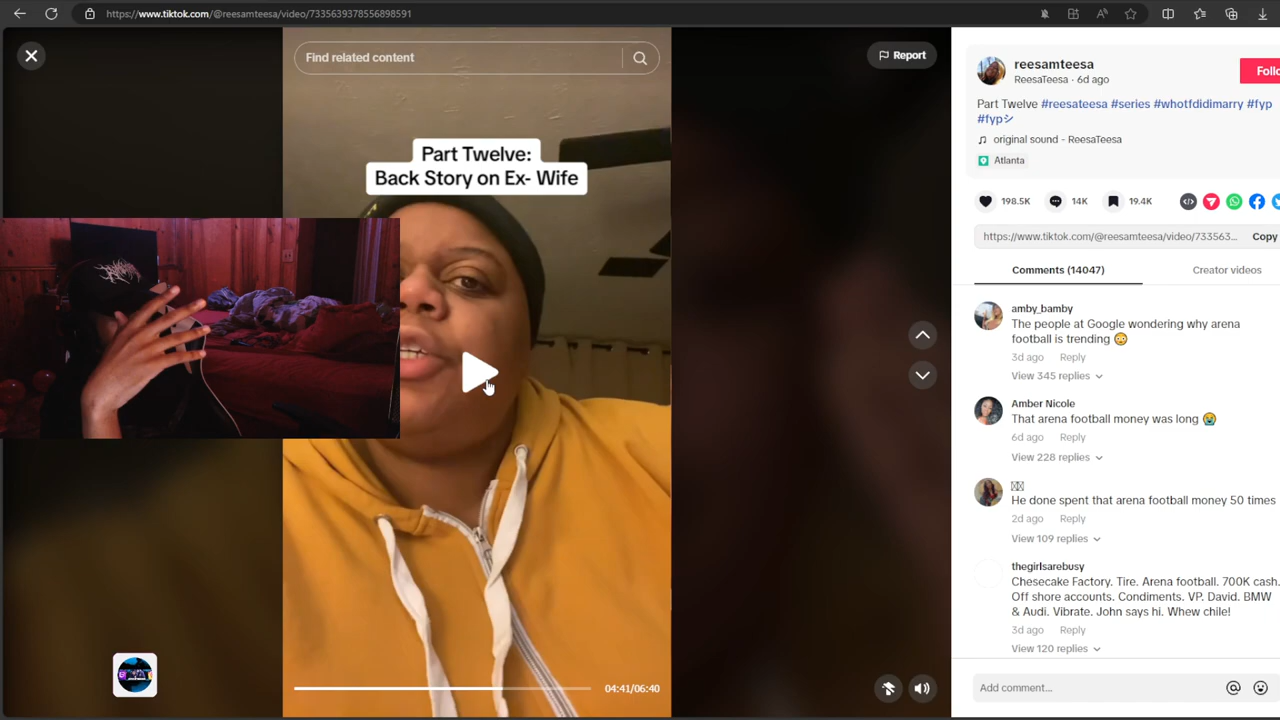 https://www.tiktok.com/@reesamteesa/video/7335639378556898591
Find related content
Report
Part Twelve:
Back Story on Ex- Wife
04:41/06:40
reesamteesa
ReesaTeesa · 6d ago
Part Twelve #reesateesa #series #whotfdidimarry #fyp
#fypシ
original sound - ReesaTeesa
Atlanta
198.5K
14K
19.4K
https://www.tiktok.com/@reesamteesa/video/733563...
Copy
Comments (14047)
Creator videos
amby_bamby
The people at Google wondering why arena
football is trending 😳
3d ago Reply
View 345 replies
Amber Nicole
That arena football money was long 😭
6d ago Reply
View 228 replies
He done spent that arena football money 50 times
2d ago Reply
View 109 replies
thegirlsarebusy
Chesecake Factory. Tire. Arena football. 700K cash.
Off shore accounts. Condiments. VP. David. BMW
& Audi. Vibrate. John says hi. Whew chile!
3d ago Reply
View 120 replies
Add comment...